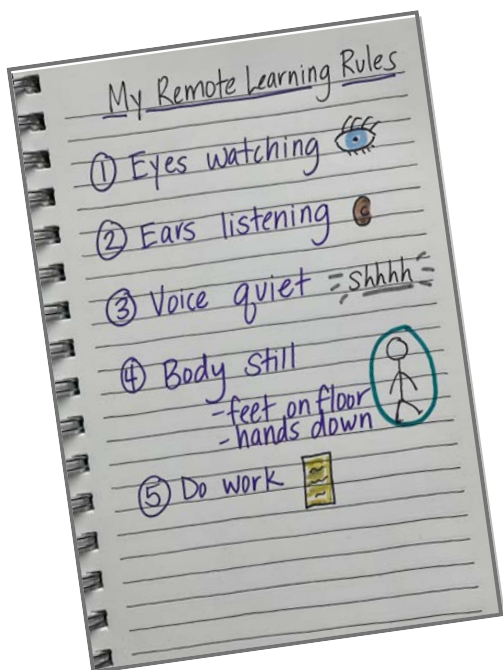 My Remote Learning Rules
① Eyes watching
② Ears listening
③ Voice quiet shhhh
④ Body still
-feet on floor
-hands down
⑤ Do work